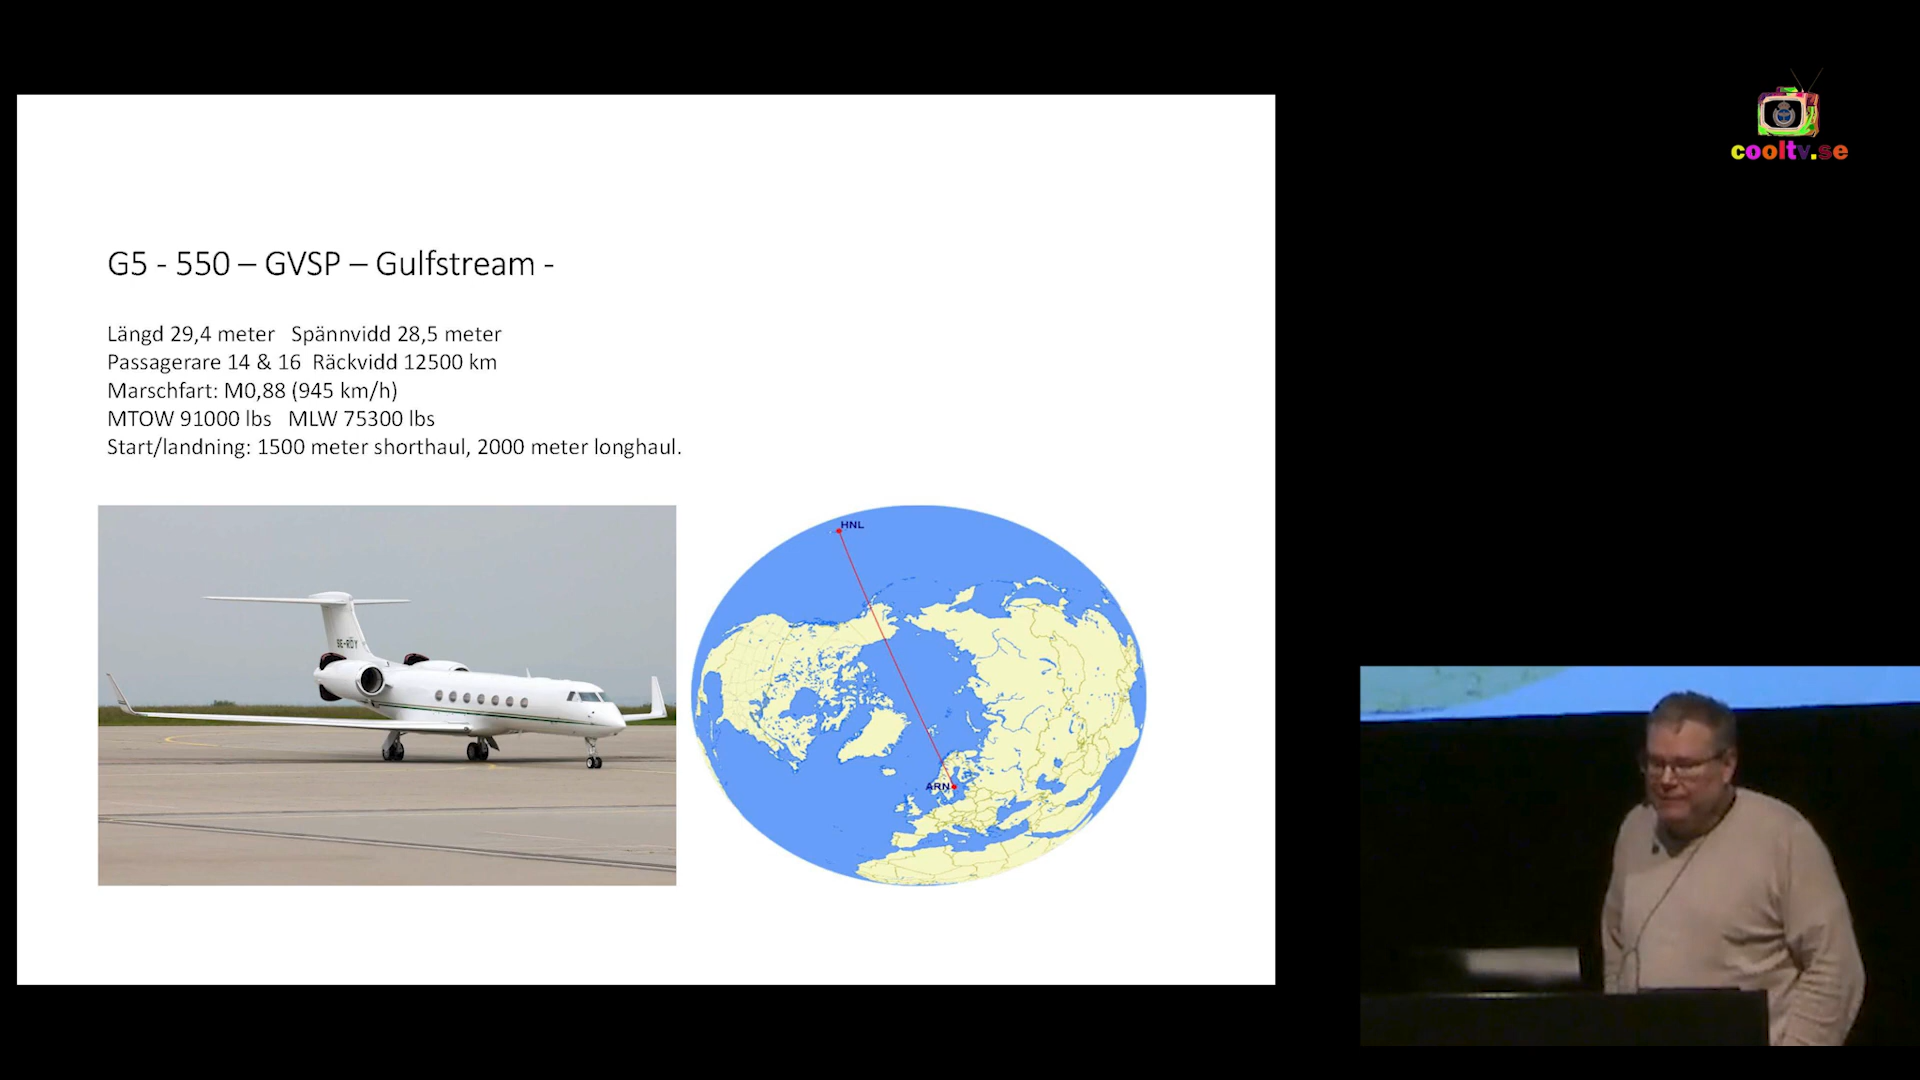 cooltv.se
G5 - 550 – GVSP – Gulfstream -
Längd 29,4 meter   Spännvidd 28,5 meter
Passagerare 14 & 16  Räckvidd 12500 km
Marschfart: M0,88 (945 km/h)
MTOW 91000 lbs   MLW 75300 lbs
Start/landning: 1500 meter shorthaul, 2000 meter longhaul.
HNL
SE-RDY
ARN